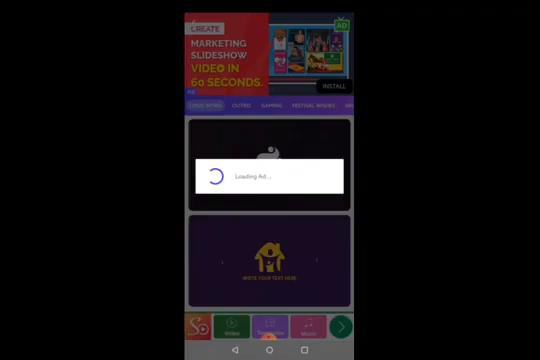 CREATE
MARKETING
SLIDESHOW
VIDEO IN
60 SECONDS.
AD
INSTALL
OUTRO
GAMING
FESTIVAL WISHES
Loading Ad...
WRITE YOUR TEXT HERE
Video
Music